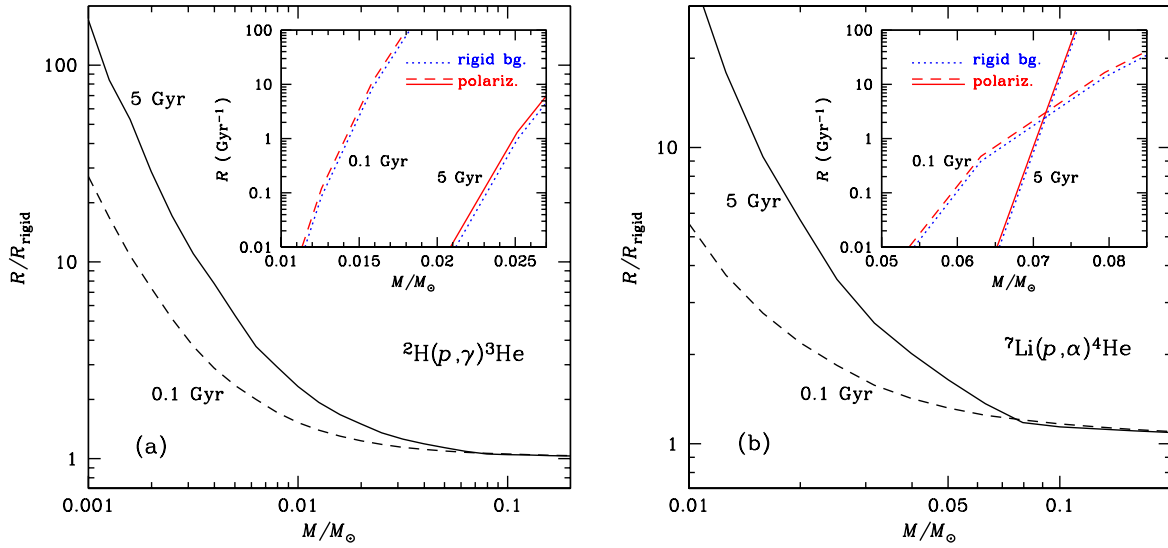 100
10
1
R/R_rigid
0.001
0.01
0.1
M/M⊙
5 Gyr
0.1 Gyr
(a)
²H(p,γ)³He
100
10
1
0.1
0.01
R ( Gyr⁻¹)
0.01
0.015
0.02
0.025
M/M⊙
rigid bg.
polariz.
0.1 Gyr
5 Gyr
10
1
R/R_rigid
0.01
0.05
0.1
M/M⊙
5 Gyr
0.1 Gyr
(b)
⁷Li(p,α)⁴He
100
10
1
0.1
0.01
R ( Gyr⁻¹)
0.05
0.06
0.07
0.08
M/M⊙
rigid bg.
polariz.
0.1 Gyr
5 Gyr